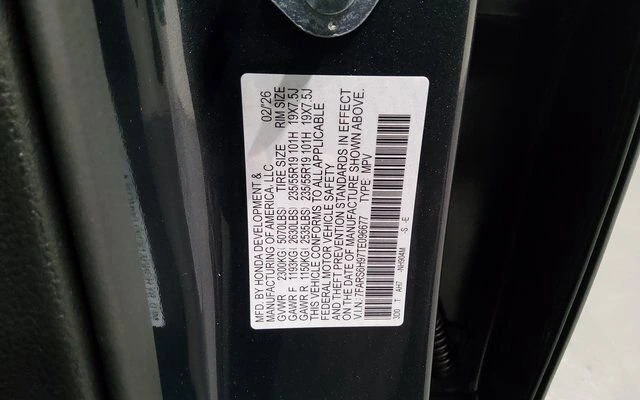 MFD. BY HONDA DEVELOPMENT & 02/26
MANUFACTURING OF AMERICA, LLC
GVWR 2300KG( 5070LBS) TIRE SIZE RIM SIZE
GAWR F 1193KG( 2630LBS) 235/55R19 101H 19X7.5J
GAWR R 1150KG( 2535LBS) 235/55R19 101H 19X7.5J
THIS VEHICLE CONFORMS TO ALL APPLICABLE
FEDERAL MOTOR VEHICLE SAFETY
AND THEFT PREVENTION STANDARDS IN EFFECT
ON THE DATE OF MANUFACTURE SHOWN ABOVE.
V.I.N: 7FARS6H97TE096677 TYPE: MPV
3D0 T AH7 -NH904M -S -E